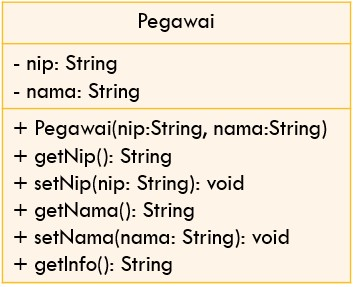 Pegawai
- nip: String
- nama: String
+ Pegawai(nip:String, nama:String)
+ getNip(): String
+ setNip(nip: String): void
+ getNama(): String
+ setNama(nama: String): void
+ getInfo(): String